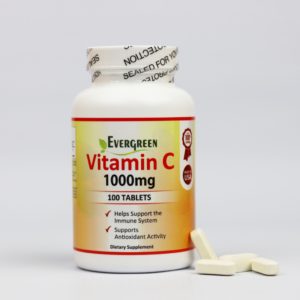 SEALED FOR YOUR PROTECTION
EVERGREEN
Vitamin C
1000mg
100 TABLETS
Helps Support the
Immune System
Supports
Antioxidant Activity
Dietary Supplement
USA